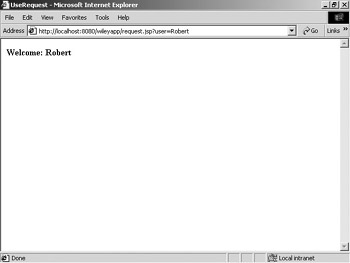 UseRequest - Microsoft Internet Explorer
File Edit View Favorites Tools Help
Address http://localhost:8080/wileyapp/request.jsp?user=Robert Go Links »
Welcome: Robert
Done Local intranet